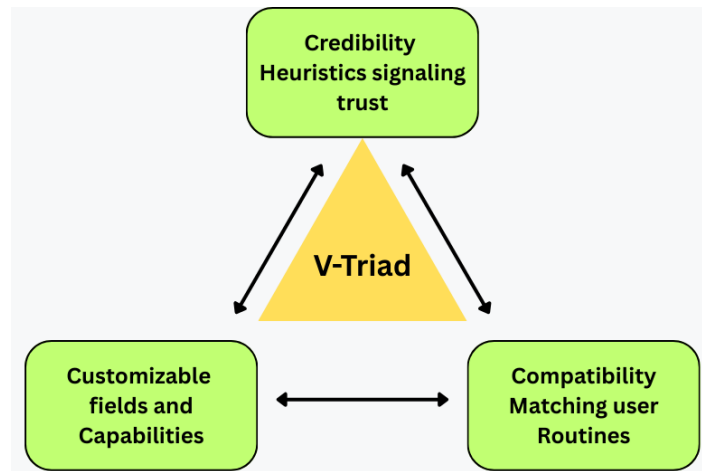 Credibility
Heuristics signaling
trust
V-Triad
Customizable
fields and
Capabilities
Compatibility
Matching user
Routines